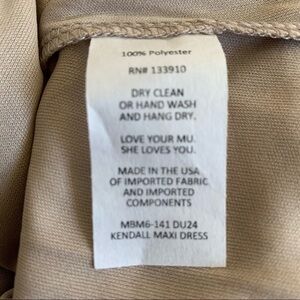 100% Polyester
RN# 133910
DRY CLEAN
OR HAND WASH
AND HANG DRY.
LOVE YOUR MU.
SHE LOVES YOU.
MADE IN THE USA
OF IMPORTED FABRIC
AND IMPORTED
COMPONENTS
MBM6-141 DU24
KENDALL MAXI DRESS